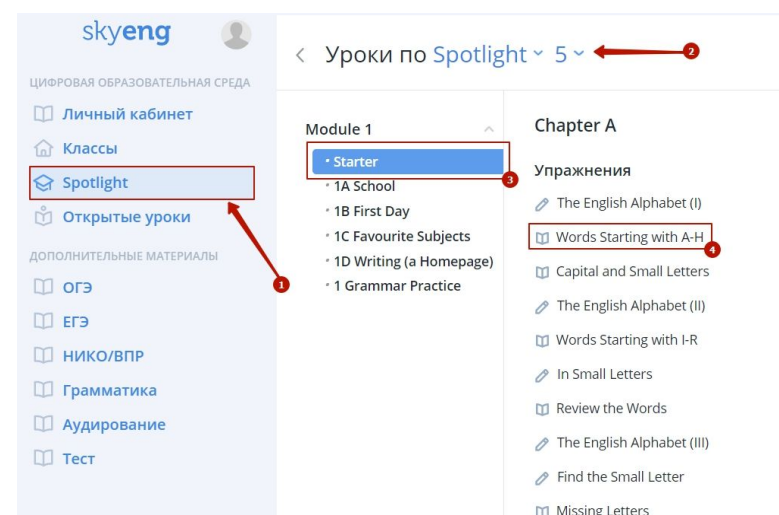 skyeng
ЦИФРОВАЯ ОБРАЗОВАТЕЛЬНАЯ СРЕДА
Личный кабинет
Классы
Spotlight
Открытые уроки
1
ДОПОЛНИТЕЛЬНЫЕ МАТЕРИАЛЫ
ОГЭ
ЕГЭ
НИКО/ВПР
Грамматика
Аудирование
Тест
Уроки по Spotlight 5
2
Module 1
Starter
3
1A School
1B First Day
1C Favourite Subjects
1D Writing (a Homepage)
1 Grammar Practice
Chapter A
Упражнения
The English Alphabet (I)
Words Starting with A-H
4
Capital and Small Letters
The English Alphabet (II)
Words Starting with I-R
In Small Letters
Review the Words
The English Alphabet (III)
Find the Small Letter
Missing Letters